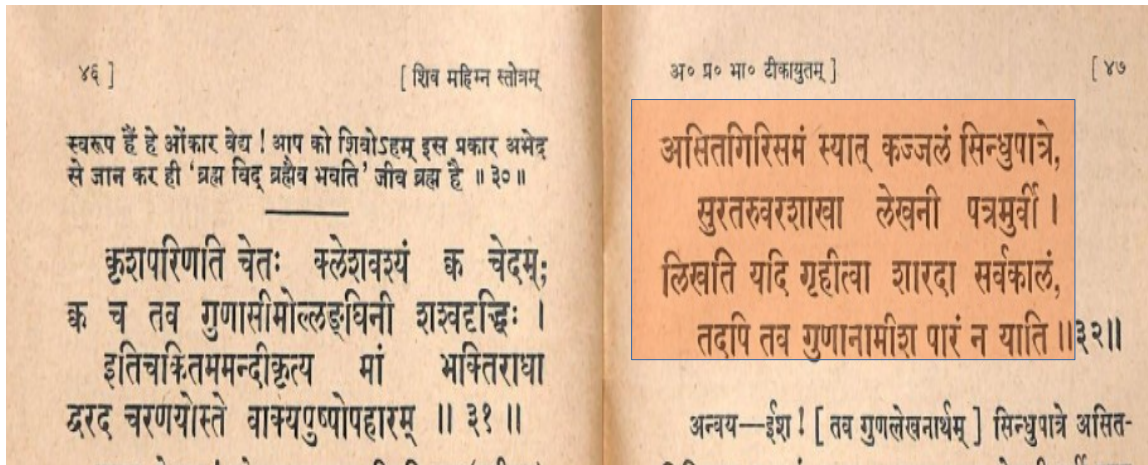 ४६ ]
[ शिव महिम्न स्तोत्रम्
स्वरूप हैं हे ओंकार वेद्य ! आप को शिवोऽहम् इस प्रकार अभेद
से जान कर ही ‘ब्रह्म विद् ब्रह्मैव भवति’ जीव ब्रह्म है ॥ ३० ॥
कृशपरिणति चेतः क्लेशवश्यं क्व चेदम्;
क्व च तव गुणासीमोल्लङ्घिनी शश्वदृद्धिः ।
इतिचकितममन्दीकृत्य मां भक्तिराधा
द्वरद चरणयोस्ते वाक्यपुष्पोपहारम् ॥ ३१ ॥
अ० प्र० भा० टीकायुतम् ]
[ ४७
असितगिरिसमं स्यात् कज्जलं सिन्धुपात्रे,
सुरतरुवरशाखा लेखनी पत्रमुर्वी ।
लिखति यदि गृहीत्वा शारदा सर्वकालं,
तदपि तव गुणानामीश पारं न याति ॥३२॥
अन्वय—ईश ! [ तव गुणलेखनार्थम् ] सिन्धुपात्रे असित-